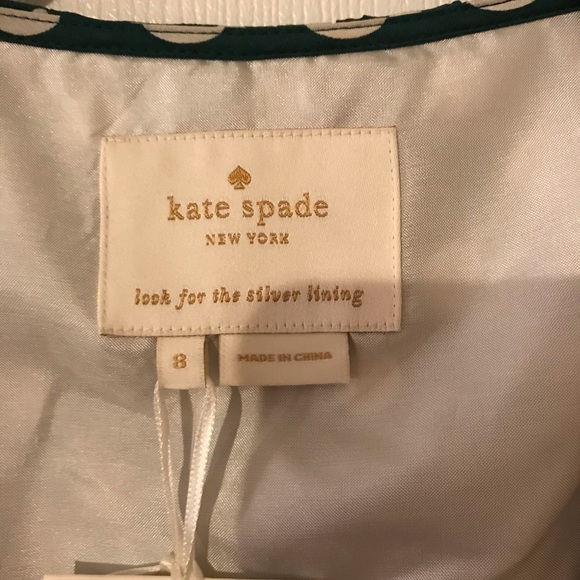 kate spade
NEW YORK
look for the silver lining
8
MADE IN CHINA